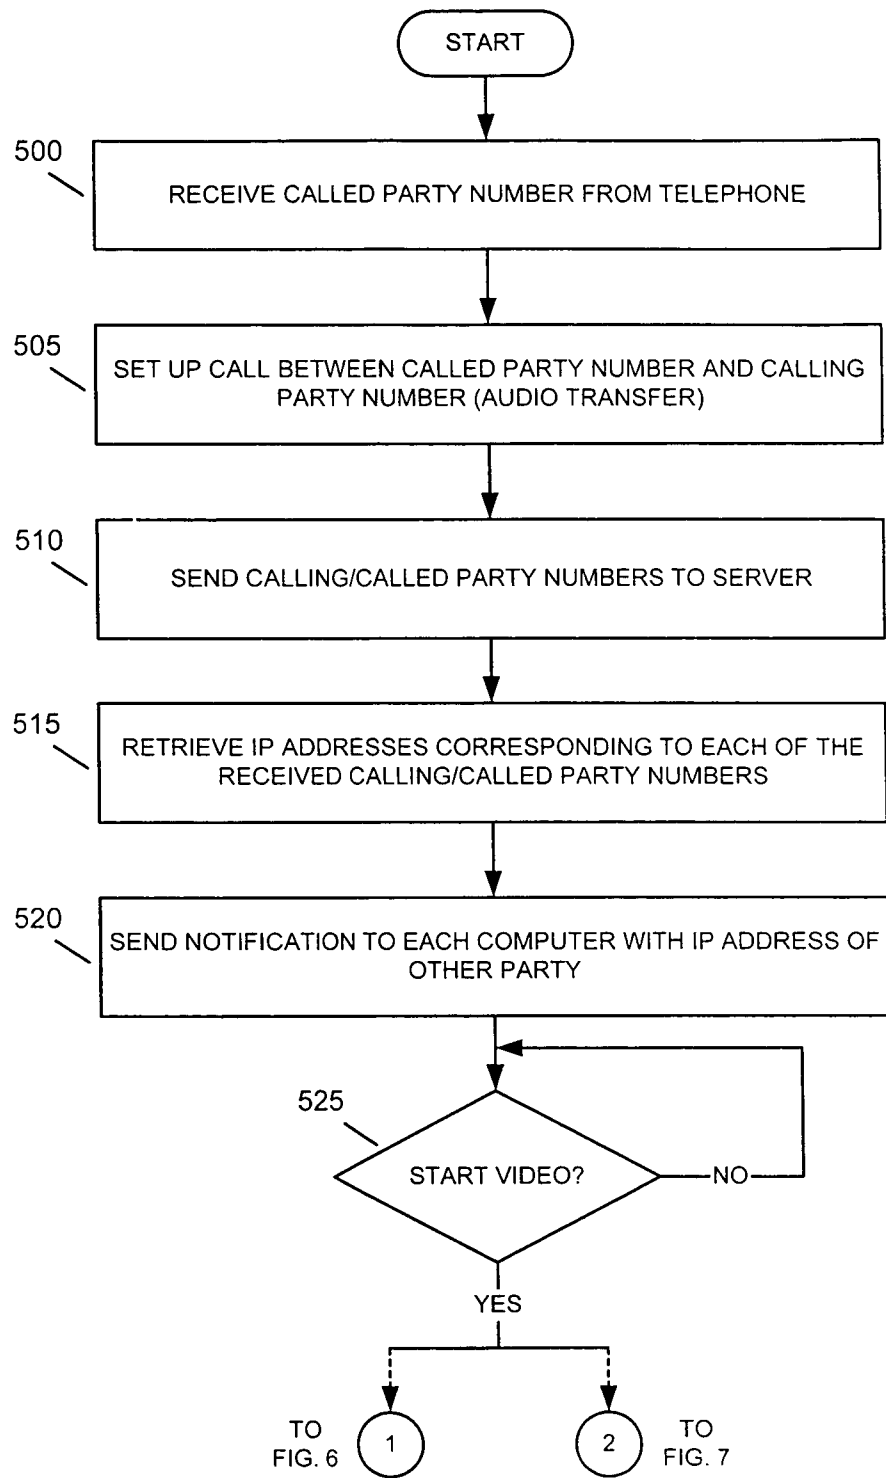 START
500
RECEIVE CALLED PARTY NUMBER FROM TELEPHONE
505
SET UP CALL BETWEEN CALLED PARTY NUMBER AND CALLING
PARTY NUMBER (AUDIO TRANSFER)
510
SEND CALLING/CALLED PARTY NUMBERS TO SERVER
515
RETRIEVE IP ADDRESSES CORRESPONDING TO EACH OF THE
RECEIVED CALLING/CALLED PARTY NUMBERS
520
SEND NOTIFICATION TO EACH COMPUTER WITH IP ADDRESS OF
OTHER PARTY
525
START VIDEO?
NO
YES
TO
FIG. 6
1
2
TO
FIG. 7